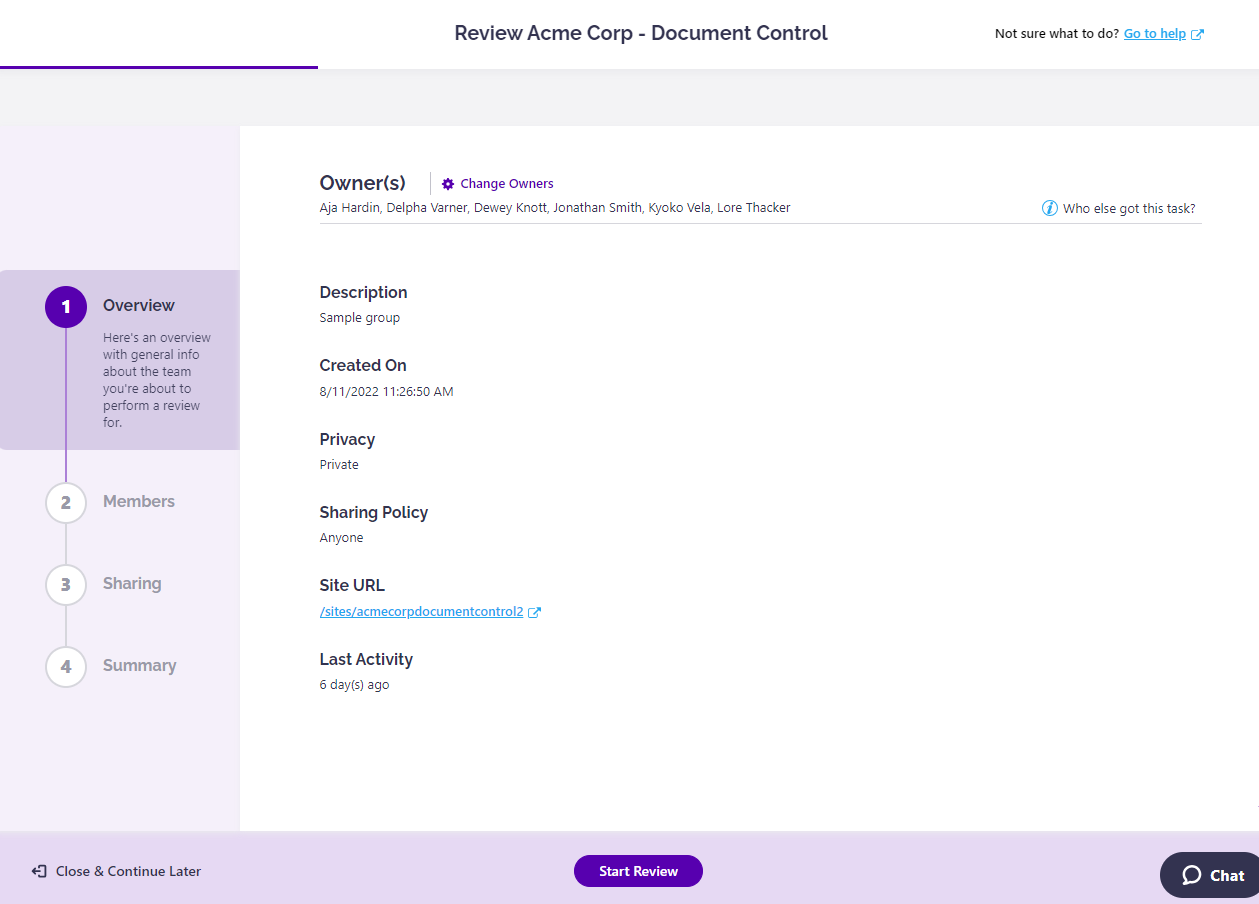 Review Acme Corp - Document Control
Not sure what to do? Go to help
Owner(s)
Change Owners
Aja Hardin, Delpha Varner, Dewey Knott, Jonathan Smith, Kyoko Vela, Lore Thacker
Who else got this task?
1
Overview
Here's an overview
with general info
about the team
you're about to
perform a review
for.
2
Members
3
Sharing
4
Summary
Description
Sample group
Created On
8/11/2022 11:26:50 AM
Privacy
Private
Sharing Policy
Anyone
Site URL
/sites/acmecorpdocumentcontrol2
Last Activity
6 day(s) ago
Close & Continue Later
Start Review
Chat